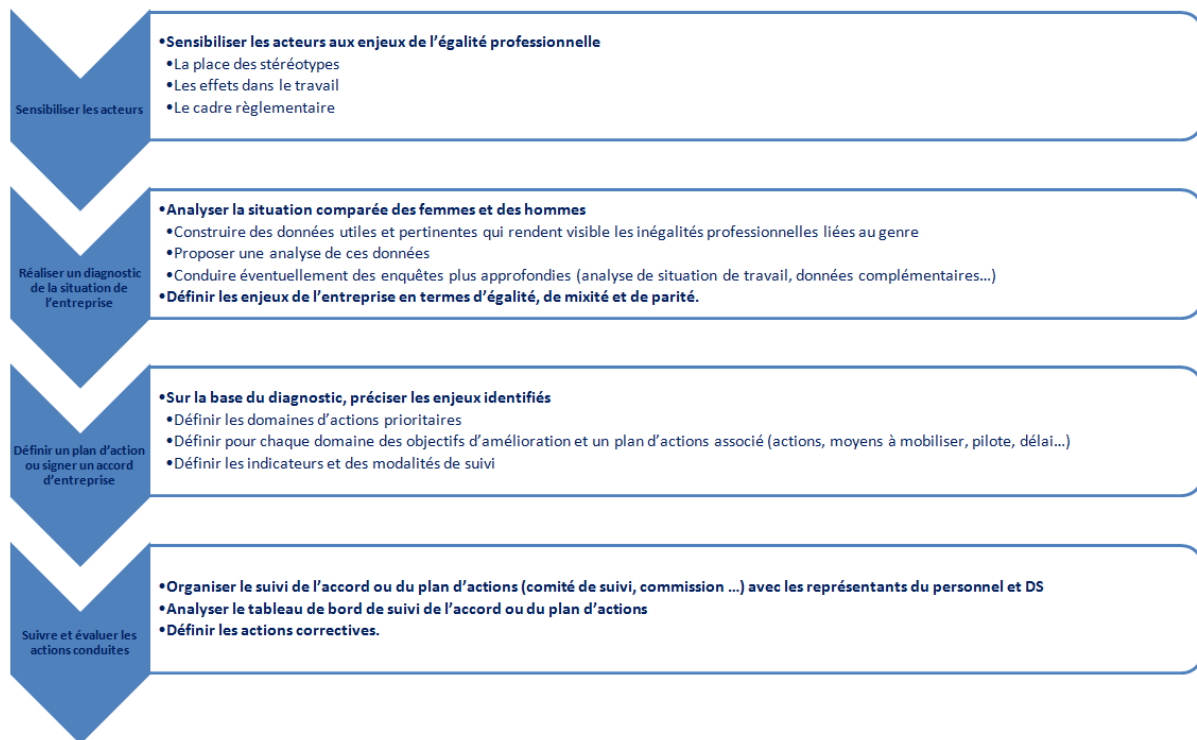 Sensibiliser les acteurs
•Sensibiliser les acteurs aux enjeux de l’égalité professionnelle
•La place des stéréotypes
•Les effets dans le travail
•Le cadre règlementaire
Réaliser un diagnostic
de la situation de
l’entreprise
•Analyser la situation comparée des femmes et des hommes
•Construire des données utiles et pertinentes qui rendent visible les inégalités professionnelles liées au genre
•Proposer une analyse de ces données
•Conduire éventuellement des enquêtes plus approfondies (analyse de situation de travail, données complémentaires…)
•Définir les enjeux de l’entreprise en termes d’égalité, de mixité et de parité.
Définir un plan d’action
ou signer un accord
d’entreprise
•Sur la base du diagnostic, préciser les enjeux identifiés
•Définir les domaines d’actions prioritaires
•Définir pour chaque domaine des objectifs d’amélioration et un plan d’actions associé (actions, moyens à mobiliser, pilote, délai…)
•Définir les indicateurs et des modalités de suivi
Suivre et évaluer les
actions conduites
•Organiser le suivi de l’accord ou du plan d’actions (comité de suivi, commission …) avec les représentants du personnel et DS
•Analyser le tableau de bord de suivi de l’accord ou du plan d’actions
•Définir les actions correctives.